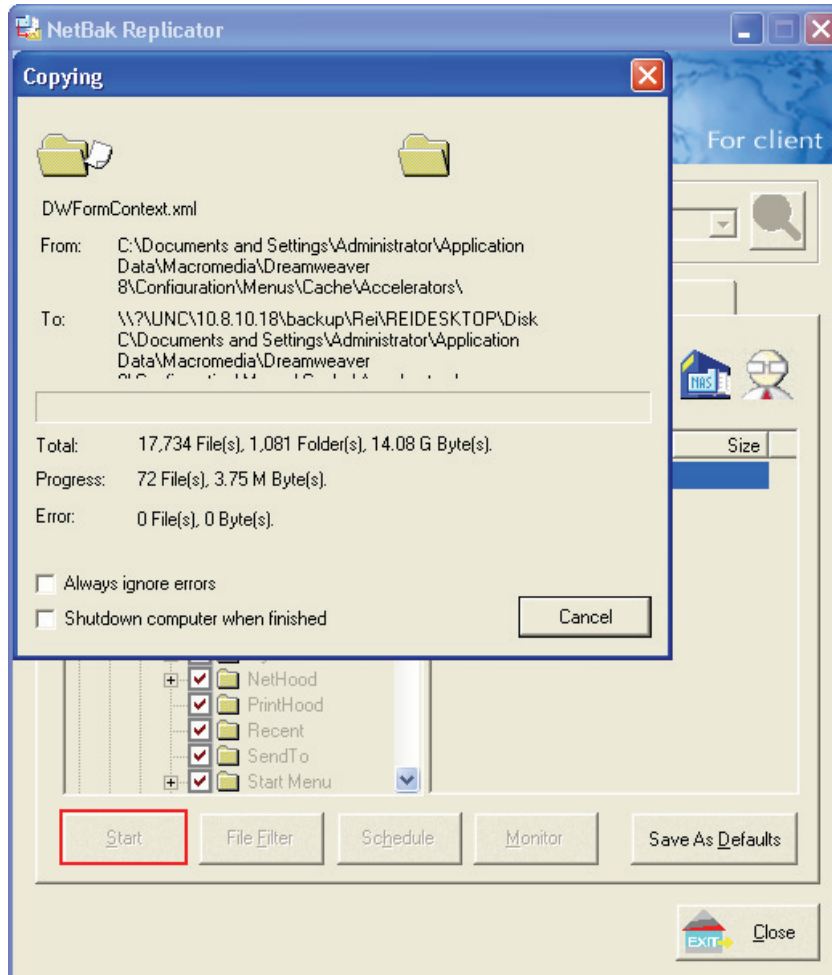 NetBak Replicator
Copying
For client
DWFormContext.xml
From: C:\Documents and Settings\Administrator\Application
Data\Macromedia\Dreamweaver
8\Configuration\Menus\Cache\Accelerators\
To: \\?\UNC\10.8.10.18\backup\Rei\REIDESKTOP\Disk
C\Documents and Settings\Administrator\Application
Data\Macromedia\Dreamweaver
NAS
Total: 17,734 File(s), 1,081 Folder(s), 14.08 G Byte(s).
Size
Progress: 72 File(s), 3.75 M Byte(s).
Error: 0 File(s), 0 Byte(s).
Always ignore errors
Shutdown computer when finished
Cancel
NetHood
PrintHood
Recent
SendTo
Start Menu
Start
File Filter
Schedule
Monitor
Save As Defaults
EXIT
Close